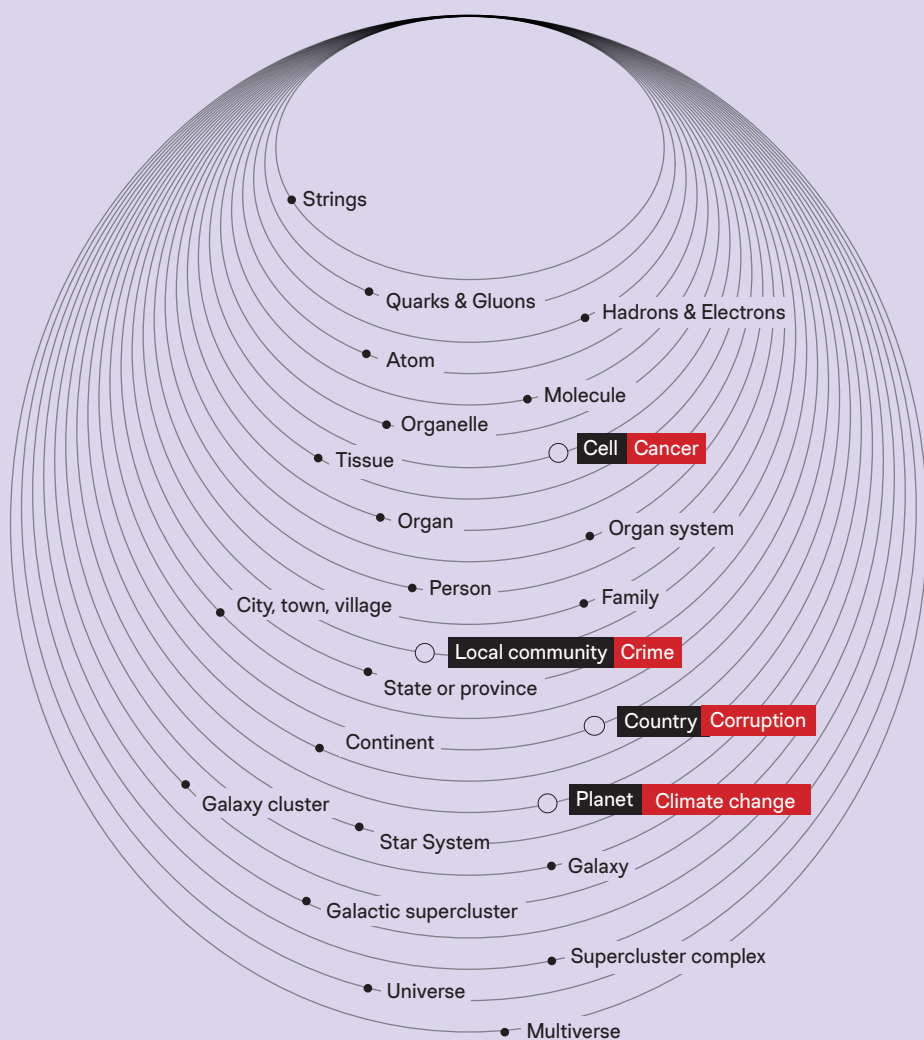 Strings
Quarks & Gluons
Hadrons & Electrons
Atom
Molecule
Organelle
Cell Cancer
Tissue
Organ
Organ system
Person
Family
City, town, village
Local community Crime
State or province
Country Corruption
Continent
Planet Climate change
Galaxy cluster
Star System
Galaxy
Galactic supercluster
Supercluster complex
Universe
Multiverse